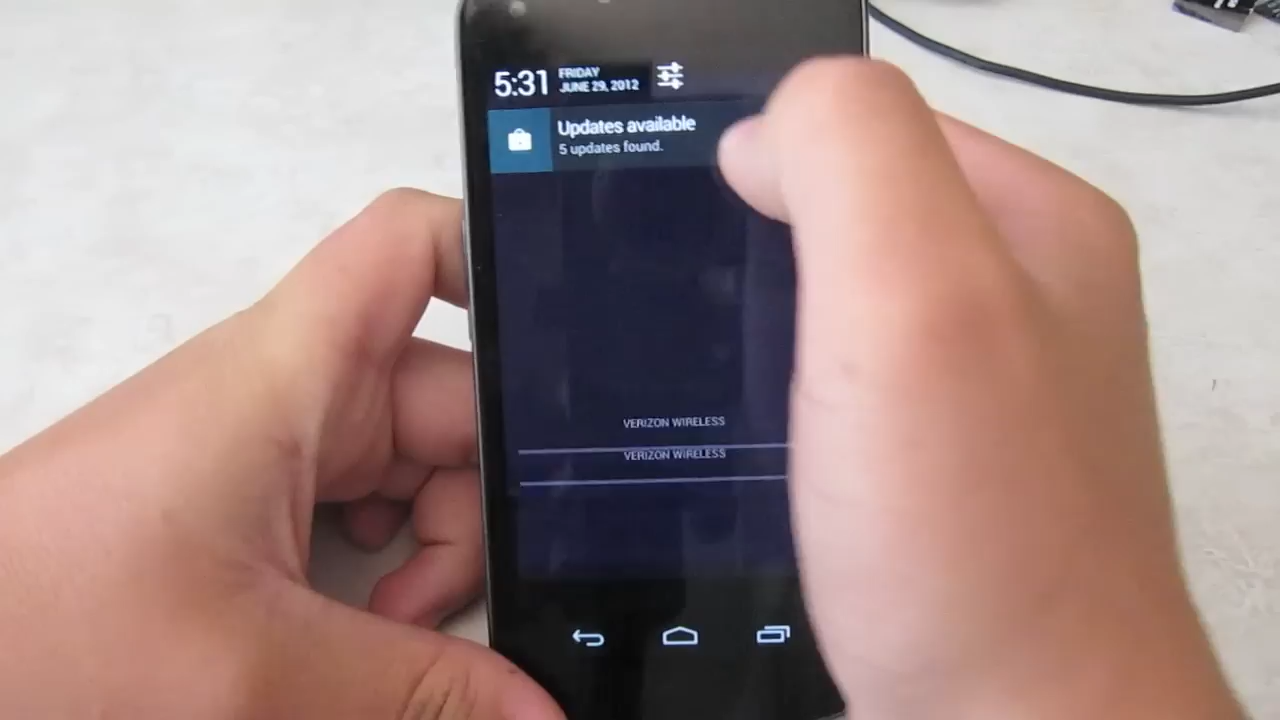 5:31
FRIDAY
JUNE 29, 2012
Updates available
5 updates found.
VERIZON WIRELESS
VERIZON WIRELESS